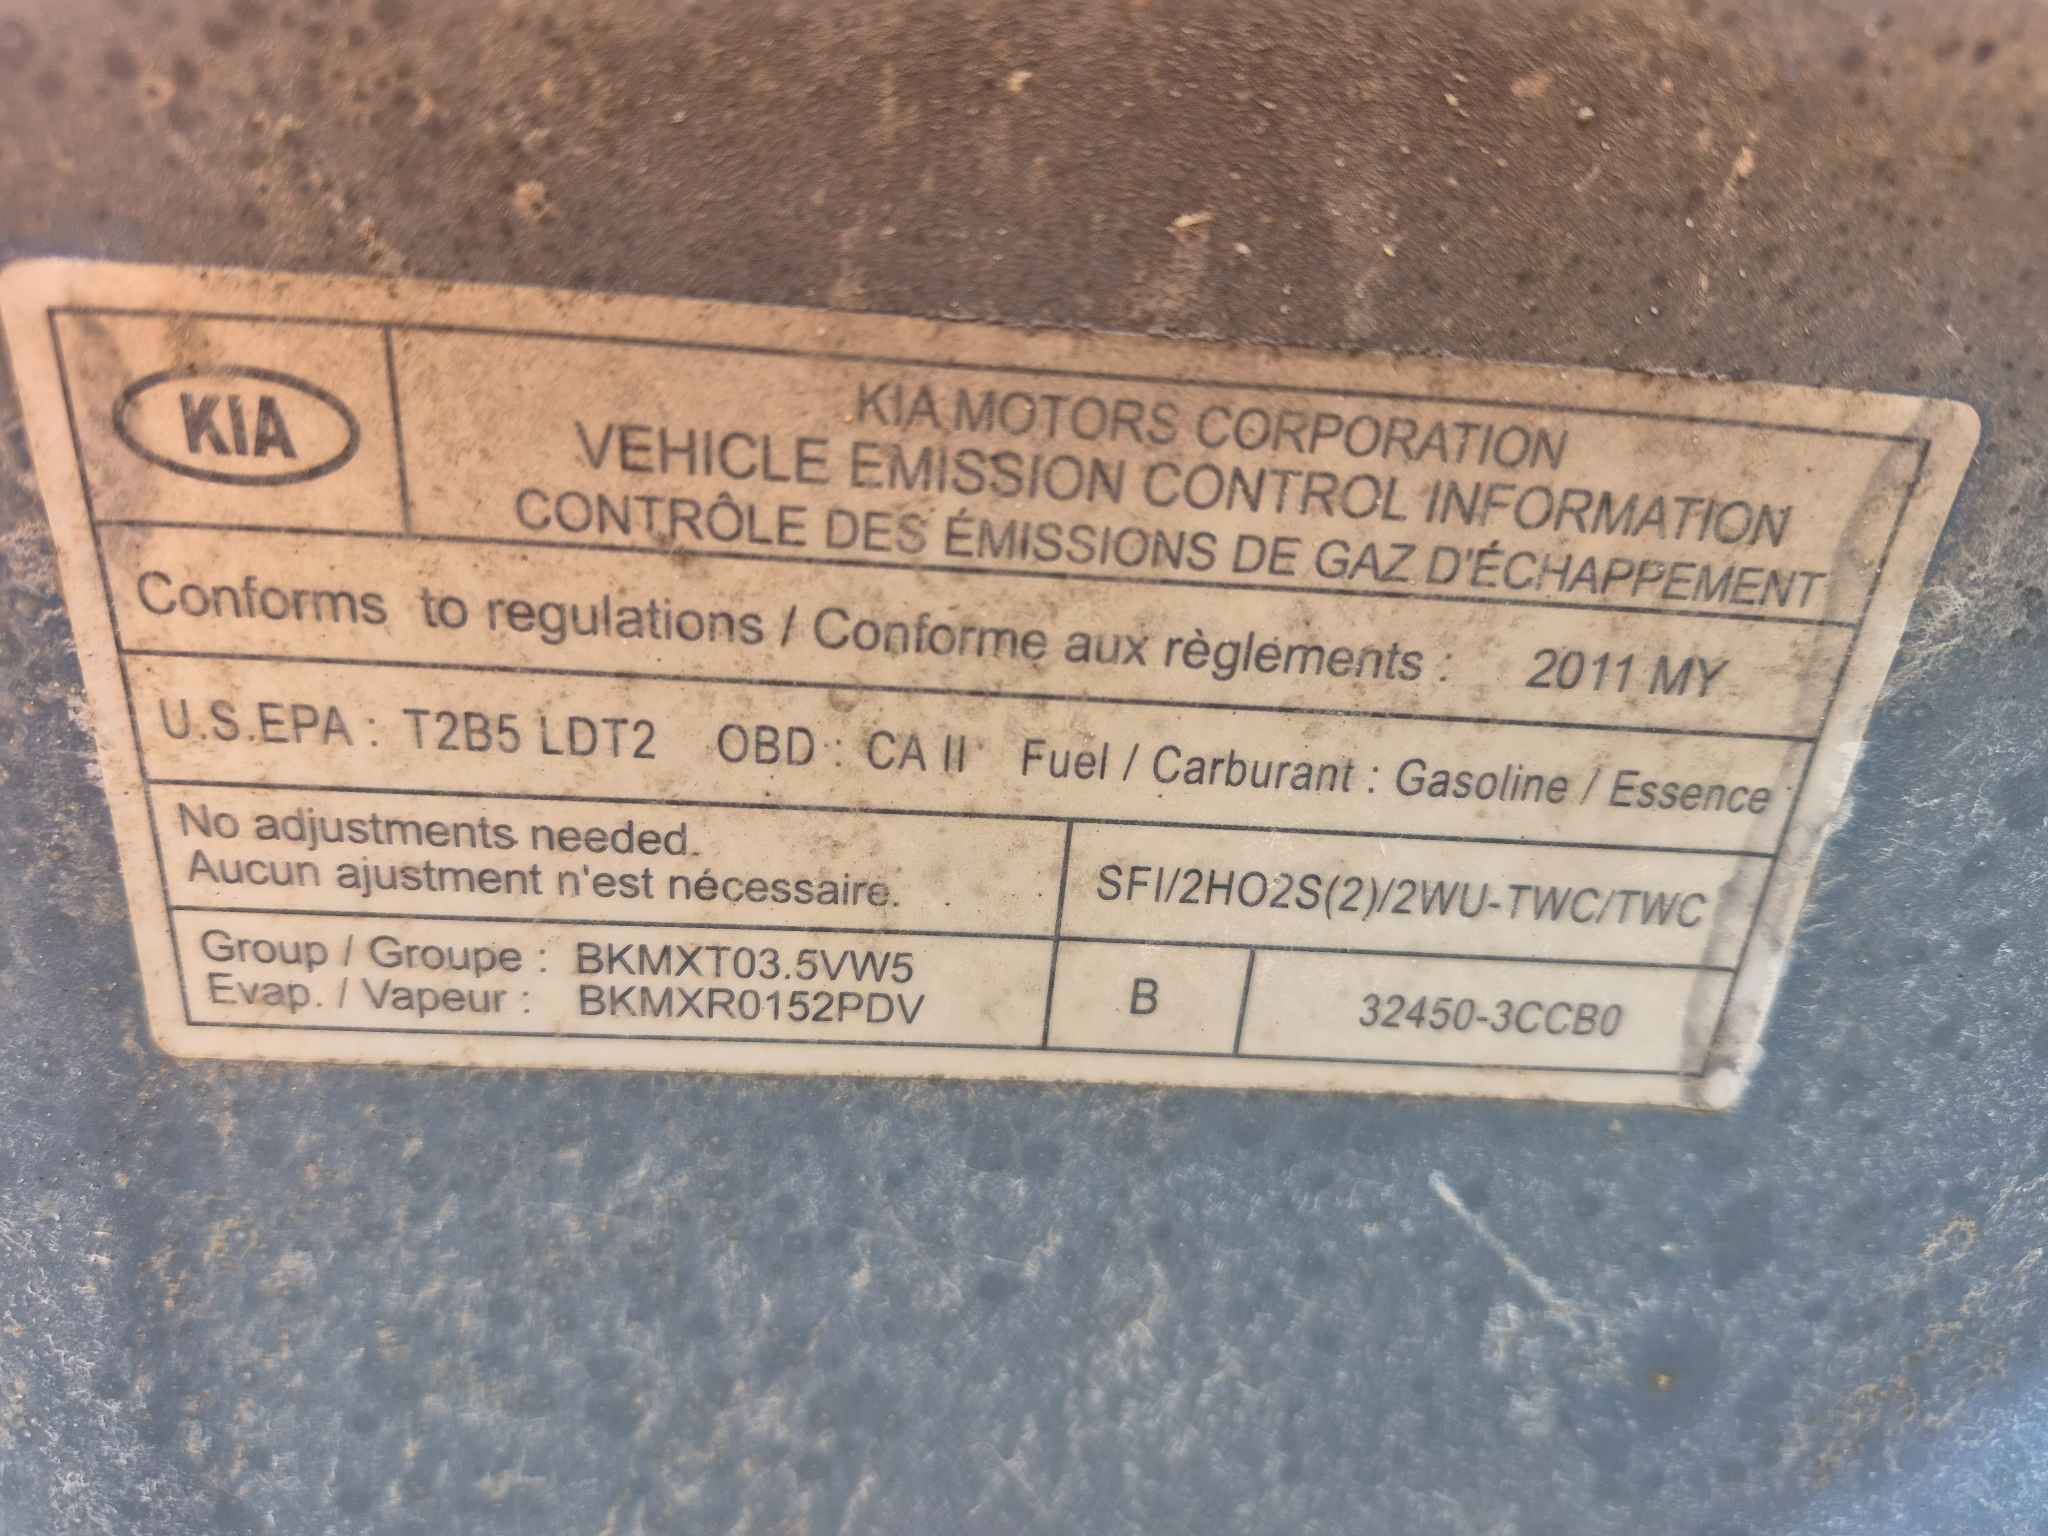 KIA
KIA MOTORS CORPORATION
VEHICLE EMISSION CONTROL INFORMATION
CONTRÔLE DES ÉMISSIONS DE GAZ D'ÉCHAPPEMENT
Conforms to regulations / Conforme aux règlements : 2011 MY
U.S.EPA : T2B5 LDT2 OBD : CA II Fuel / Carburant : Gasoline / Essence
No adjustments needed.
Aucun ajustment n'est nécessaire.
SFI/2HO2S(2)/2WU-TWC/TWC
Group / Groupe : BKMXT03.5VW5
Evap. / Vapeur : BKMXR0152PDV
B
32450-3CCB0